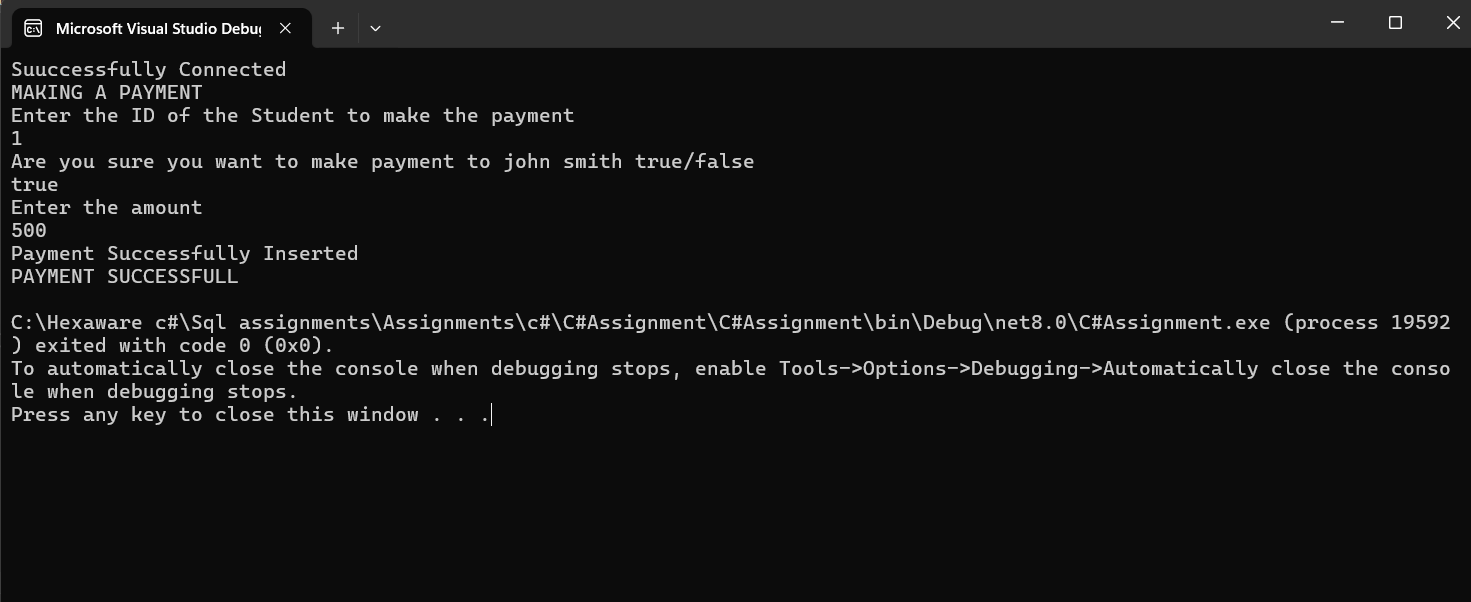 Microsoft Visual Studio Debug
Suuccessfully Connected
MAKING A PAYMENT
Enter the ID of the Student to make the payment
1
Are you sure you want to make payment to john smith true/false
true
Enter the amount
500
Payment Successfully Inserted
PAYMENT SUCCESSFULL
C:\Hexaware c#\Sql assignments\Assignments\c#\C#Assignment\C#Assignment\bin\Debug\net8.0\C#Assignment.exe (process 19592
) exited with code 0 (0x0).
To automatically close the console when debugging stops, enable Tools->Options->Debugging->Automatically close the conso
le when debugging stops.
Press any key to close this window . . .